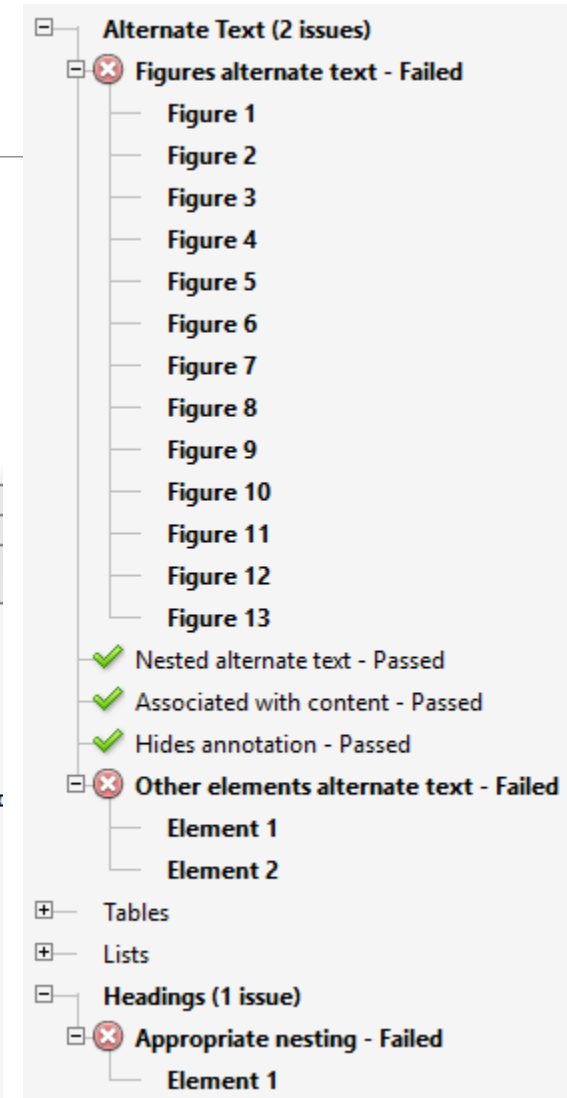 Alternate Text (2 issues)
Figures alternate text - Failed
Figure 1
Figure 2
Figure 3
Figure 4
Figure 5
Figure 6
Figure 7
Figure 8
Figure 9
Figure 10
Figure 11
Figure 12
Figure 13
Nested alternate text - Passed
Associated with content - Passed
Hides annotation - Passed
Other elements alternate text - Failed
Element 1
Element 2
Tables
Lists
Headings (1 issue)
Appropriate nesting - Failed
Element 1